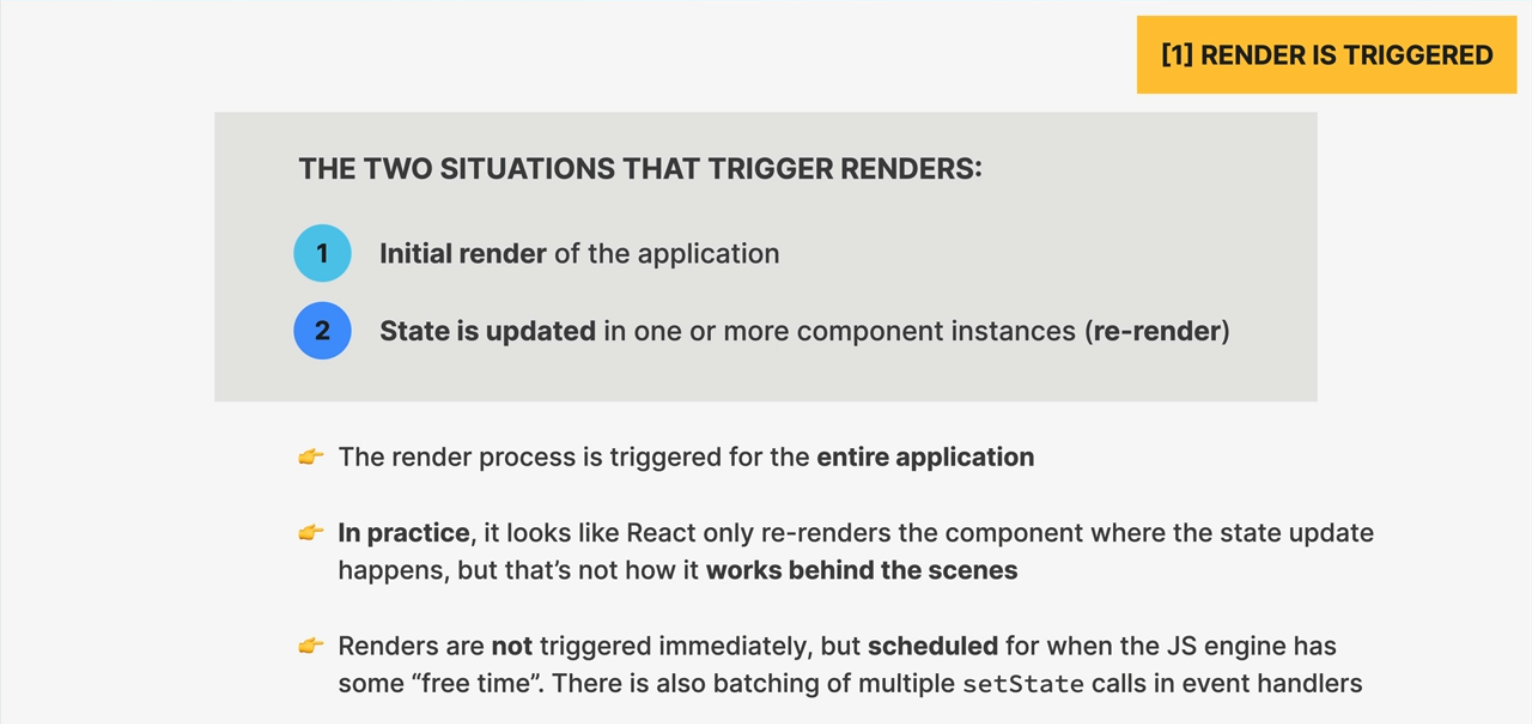 [1] RENDER IS TRIGGERED
THE TWO SITUATIONS THAT TRIGGER RENDERS:
1 Initial render of the application
2 State is updated in one or more component instances (re-render)
👉 The render process is triggered for the entire application
👉 In practice, it looks like React only re-renders the component where the state update
happens, but that’s not how it works behind the scenes
👉 Renders are not triggered immediately, but scheduled for when the JS engine has
some “free time”. There is also batching of multiple setState calls in event handlers